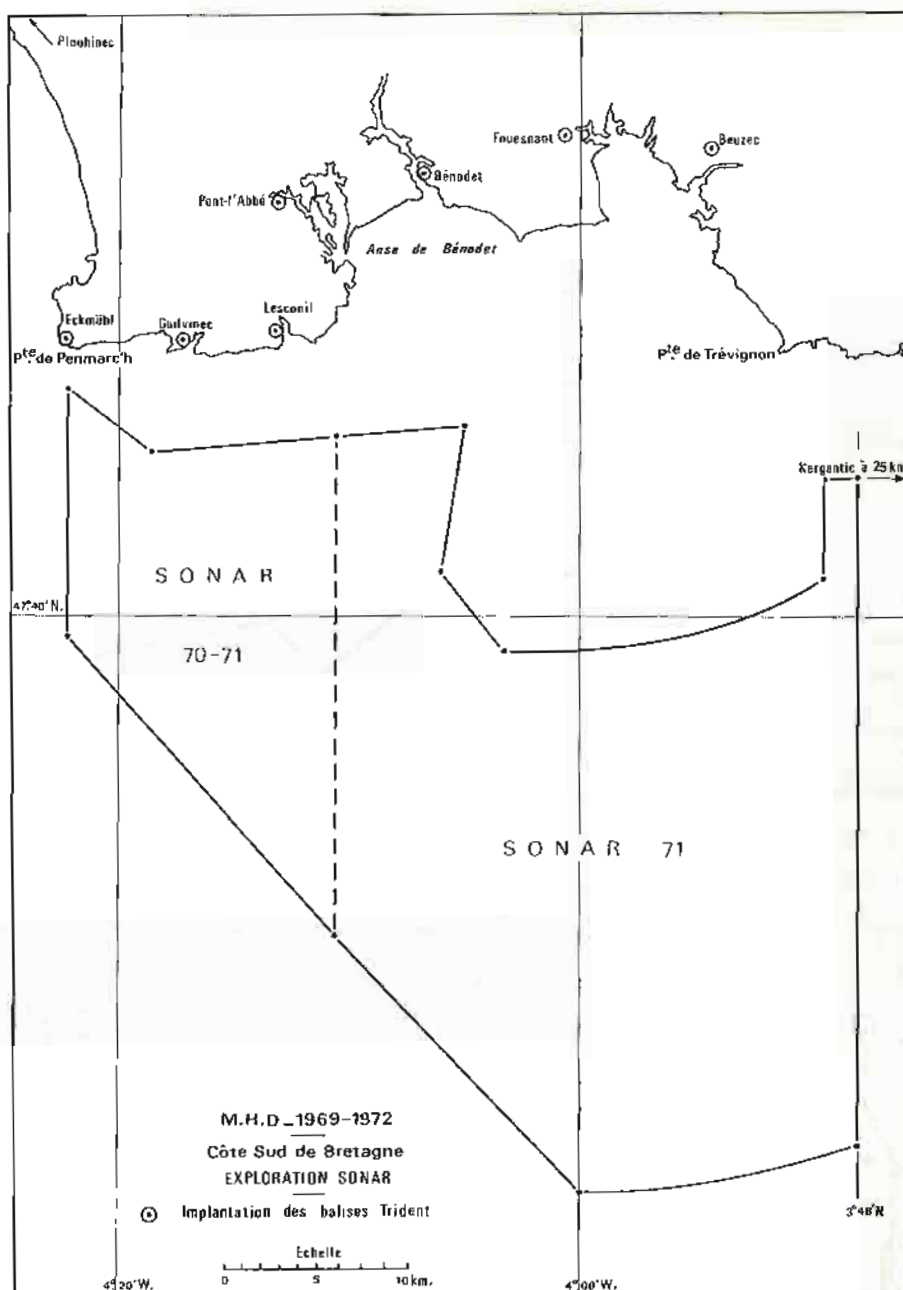 Plouhinec
Fouesnant
Beuzec
Bénodet
Pont-l'Abbé
Anse de Bénodet
Lesconil
Eckmühl
Guilvinec
Pte de Penmarc'h
Pte de Trévignon
Kergantic à 25 km
SONAR
47°40'N.
70-71
SONAR 71
M.H.D_1969-1972
Côte Sud de Bretagne
EXPLORATION SONAR
Implantation des balises Trident
3°48'W
Echelle
0 5 10 km.
4°20'W.
4°00'W.